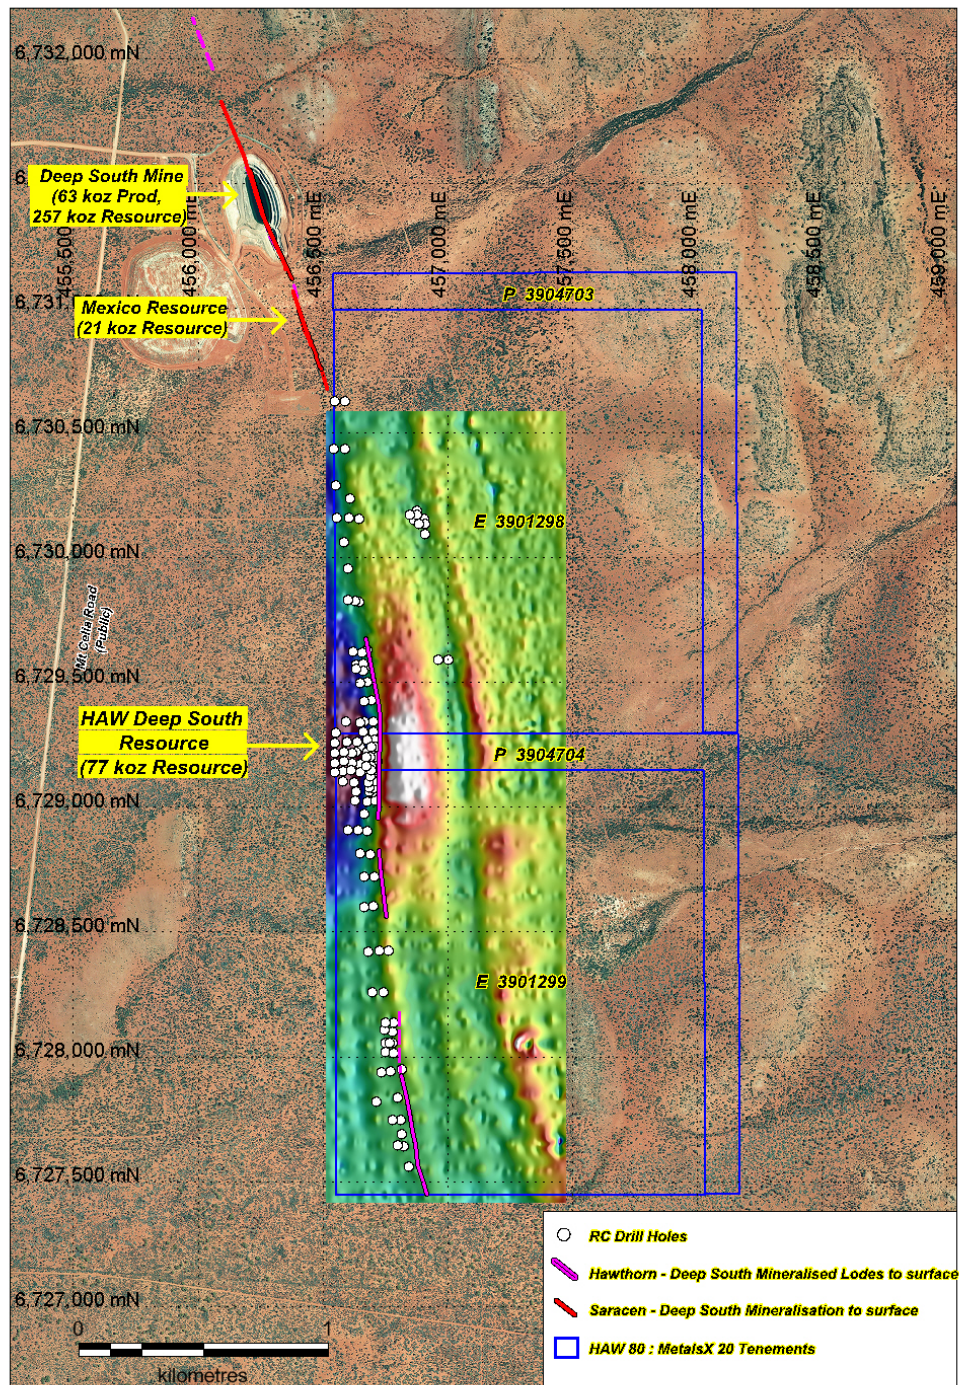 6,732,000 mN
Deep South Mine
(63 koz Prod,
257 koz Resource)
455,500
456,000 mE
456,500 mE
457,000 mE
457,500 mE
458,000 mE
458,500 mE
459,000 mE
6,731
P 3904703
Mexico Resource
(21 koz Resource)
6,730,500 mN
E 3901298
6,730,000 mN
Mt Celia Road
(Public)
6,729,500 mN
HAW Deep South
Resource
(77 koz Resource)
P 3904704
6,729,000 mN
6,728,500 mN
E 3901299
6,728,000 mN
6,727,500 mN
6,727,000 mN
0 1
kilometres
RC Drill Holes
Hawthorn - Deep South Mineralised Lodes to surface
Saracen - Deep South Mineralisation to surface
HAW 80 : MetalsX 20 Tenements